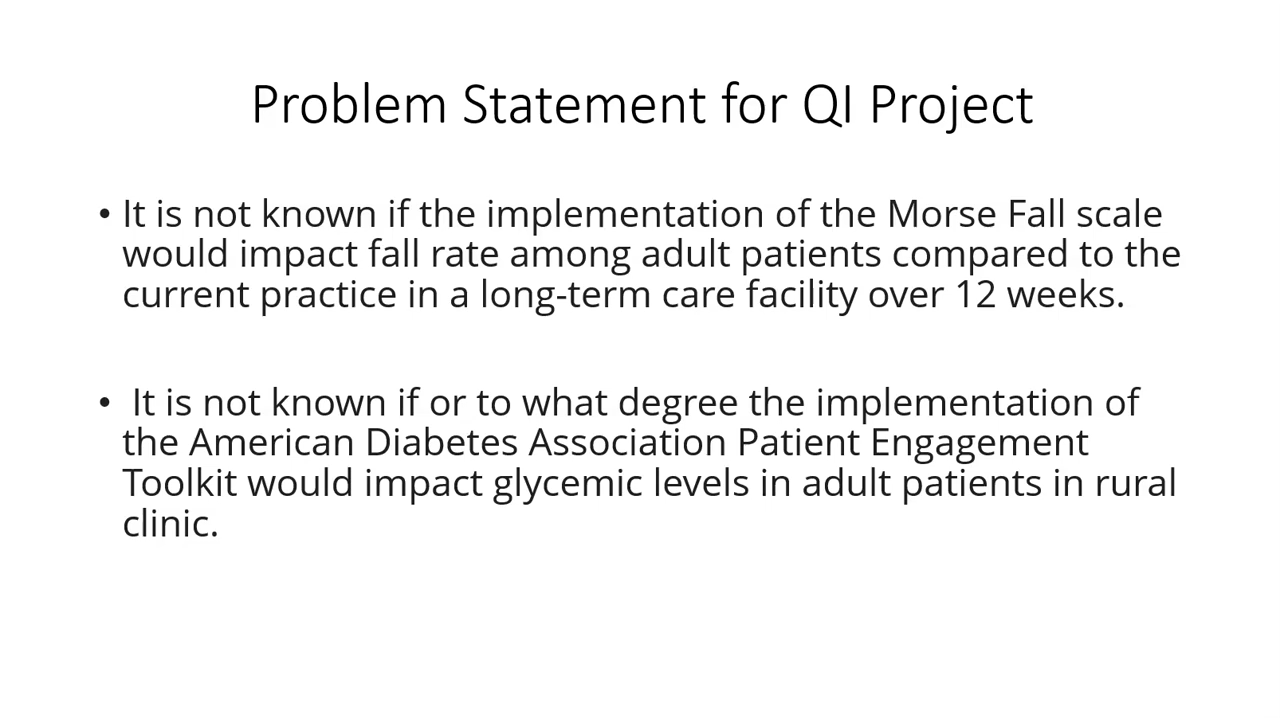 Problem Statement for QI Project
• It is not known if the implementation of the Morse Fall scale
would impact fall rate among adult patients compared to the
current practice in a long-term care facility over 12 weeks.
• It is not known if or to what degree the implementation of
the American Diabetes Association Patient Engagement
Toolkit would impact glycemic levels in adult patients in rural
clinic.